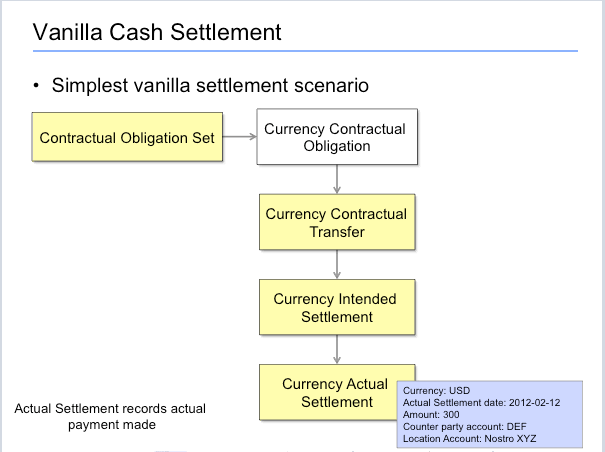 Vanilla Cash Settlement
• Simplest vanilla settlement scenario
Contractual Obligation Set
Currency Contractual
Obligation
Currency Contractual
Transfer
Currency Intended
Settlement
Currency Actual
Settlement
Currency: USD
Actual Settlement date: 2012-02-12
Amount: 300
Counter party account: DEF
Location Account: Nostro XYZ
Actual Settlement records actual
payment made